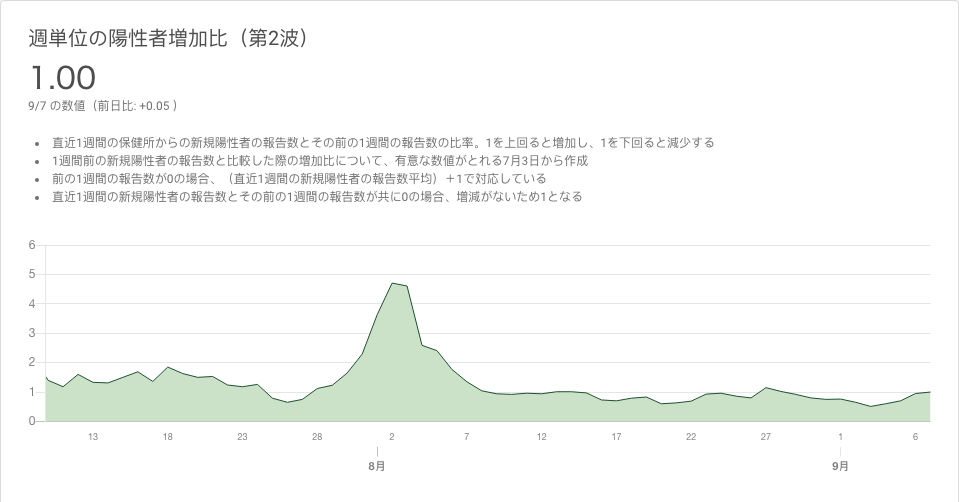 週単位の陽性者増加比（第2波）
1.00
9/7 の数値（前日比: +0.05 ）
• 直近1週間の保健所からの新規陽性者の報告数とその前の1週間の報告数の比率。1を上回ると増加し、1を下回ると減少する
• 1週間前の新規陽性者の報告数と比較した際の増加比について、有意な数値がとれる7月3日から作成
• 前の1週間の報告数が0の場合、（直近1週間の新規陽性者の報告数平均）＋1で対応している
• 直近1週間の新規陽性者の報告数とその前の1週間の報告数が共に0の場合、増減がないため1となる
6
5
4
3
2
1
0
13 18 23 28 2 7 12 17 22 27 1 6
8月 9月